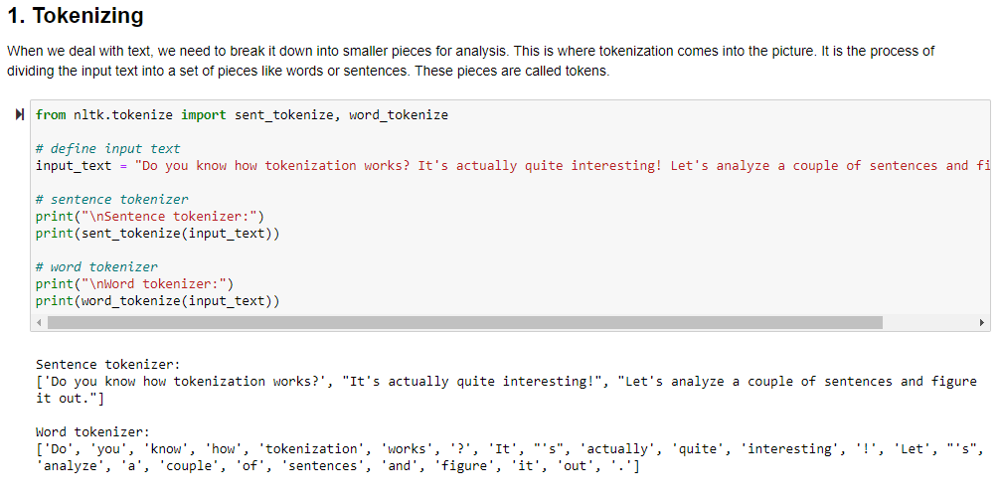 1. Tokenizing
When we deal with text, we need to break it down into smaller pieces for analysis. This is where tokenization comes into the picture. It is the process of
dividing the input text into a set of pieces like words or sentences. These pieces are called tokens.
from nltk.tokenize import sent_tokenize, word_tokenize
# define input text
input_text = "Do you know how tokenization works? It's actually quite interesting! Let's analyze a couple of sentences and fi
# sentence tokenizer
print("\nSentence tokenizer:")
print(sent_tokenize(input_text))
# word tokenizer
print("\nWord tokenizer:")
print(word_tokenize(input_text))
Sentence tokenizer:
['Do you know how tokenization works?', "It's actually quite interesting!", "Let's analyze a couple of sentences and figure
it out."]
Word tokenizer:
['Do', 'you', 'know', 'how', 'tokenization', 'works', '?', 'It', "'s", 'actually', 'quite', 'interesting', '!', 'Let', "'s",
'analyze', 'a', 'couple', 'of', 'sentences', 'and', 'figure', 'it', 'out', '.']